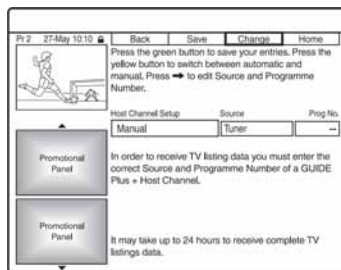 Pr 2 27-May 10:10 Back Save Change Home
Press the green button to save your entries. Press the
yellow button to switch between automatic and
manual. Press ➡ to edit Source and Programme
Number.
Host Channel Setup Source Prog No.
Manual Tuner --
Promotional
Panel
In order to receive TV listing data you must enter the
correct Source and Programme Number of a GUIDE
Plus + Host Channel.
Promotional
Panel
It may take up to 24 hours to receive complete TV
listings data.